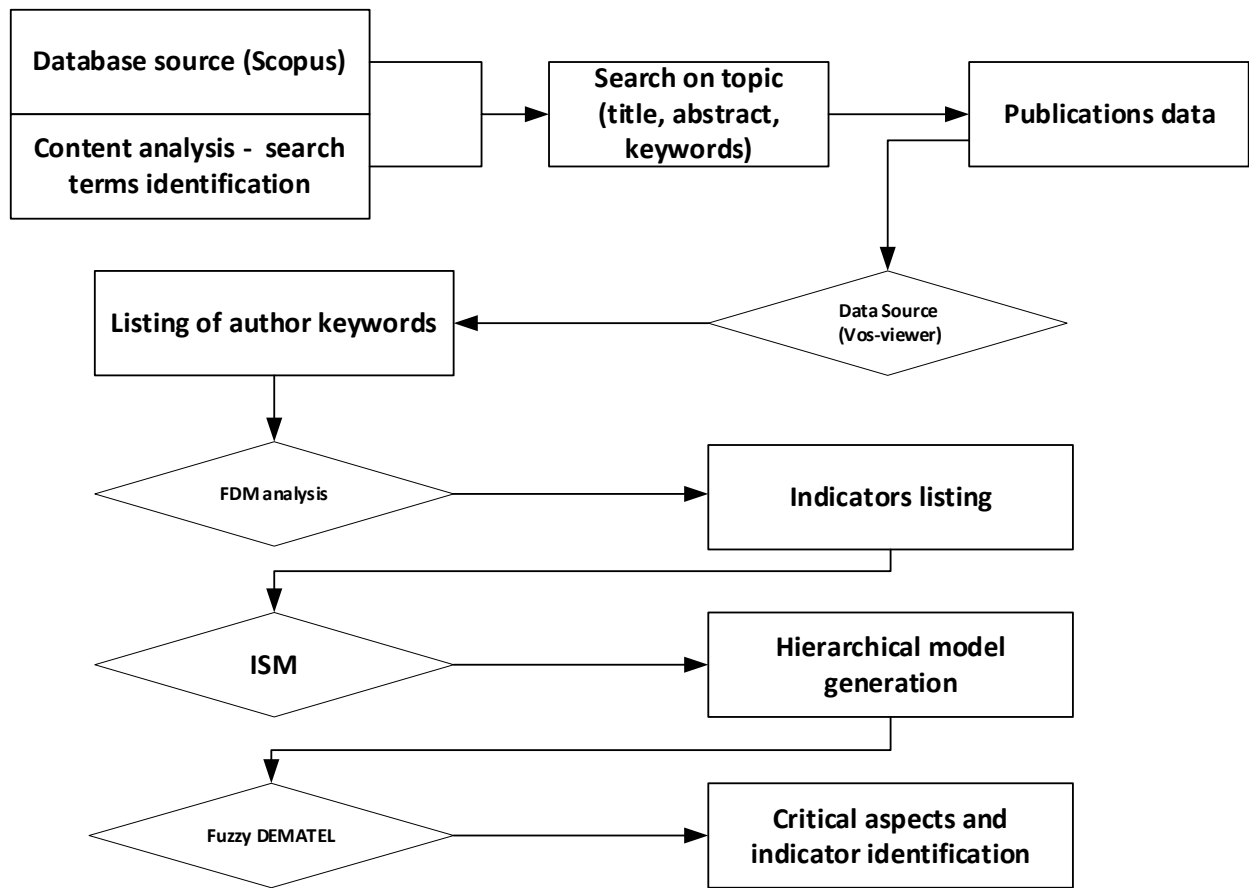 Database source (Scopus)
Content analysis -  search
terms identification
Search on topic
(title, abstract,
keywords)
Publications data
Data Source
(Vos-viewer)
Listing of author keywords
FDM analysis
Indicators listing
ISM
Hierarchical model
generation
Fuzzy DEMATEL
Critical aspects and
indicator identification